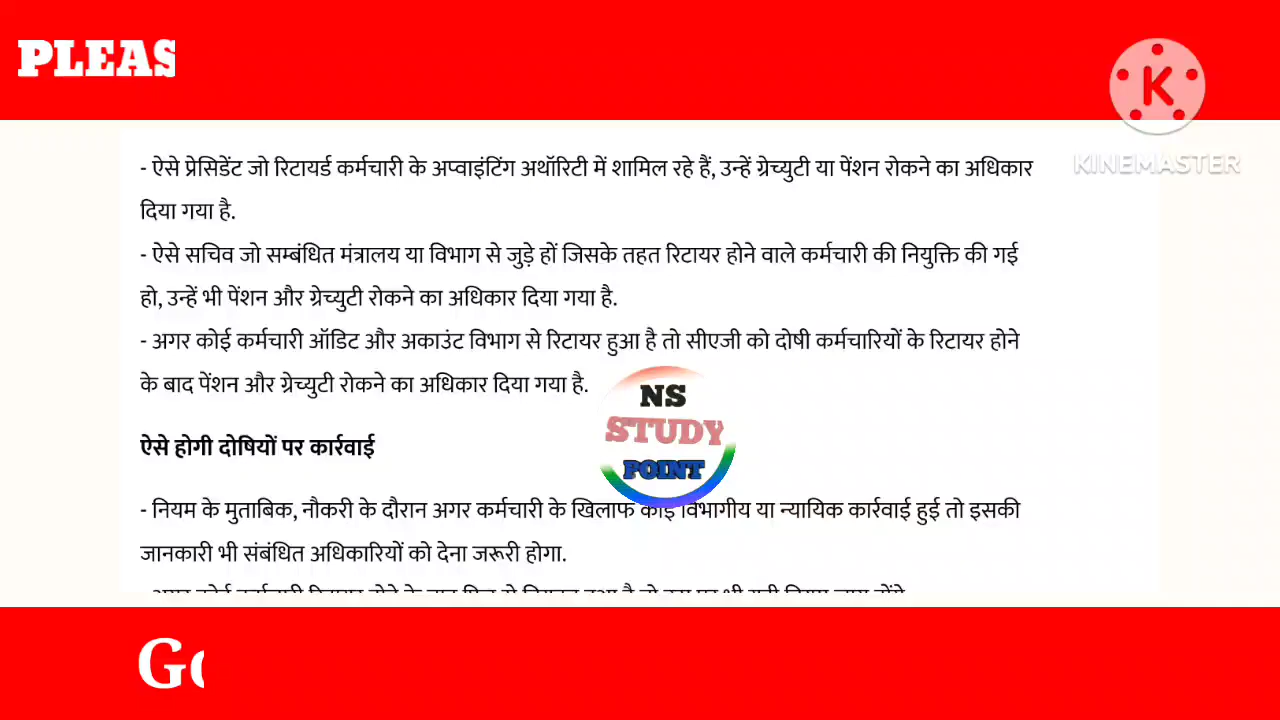 PLEAS
KINEMASTER
- ऐसे प्रेसिडेंट जो रिटायर्ड कर्मचारी के अप्वाइंटिंग अथॉरिटी में शामिल रहे हैं, उन्हें ग्रेच्युटी या पेंशन रोकने का अधिकार
दिया गया है.
- ऐसे सचिव जो सम्बंधित मंत्रालय या विभाग से जुड़े हों जिसके तहत रिटायर होने वाले कर्मचारी की नियुक्ति की गई
हो, उन्हें भी पेंशन और ग्रेच्युटी रोकने का अधिकार दिया गया है.
- अगर कोई कर्मचारी ऑडिट और अकाउंट विभाग से रिटायर हुआ है तो सीएजी को दोषी कर्मचारियों के रिटायर होने
के बाद पेंशन और ग्रेच्युटी रोकने का अधिकार दिया गया है.
NS
STUDY
POINT
ऐसे होगी दोषियों पर कार्रवाई
- नियम के मुताबिक, नौकरी के दौरान अगर कर्मचारी के खिलाफ कोई विभागीय या न्यायिक कार्रवाई हुई तो इसकी
जानकारी भी संबंधित अधिकारियों को देना जरूरी होगा.
Go